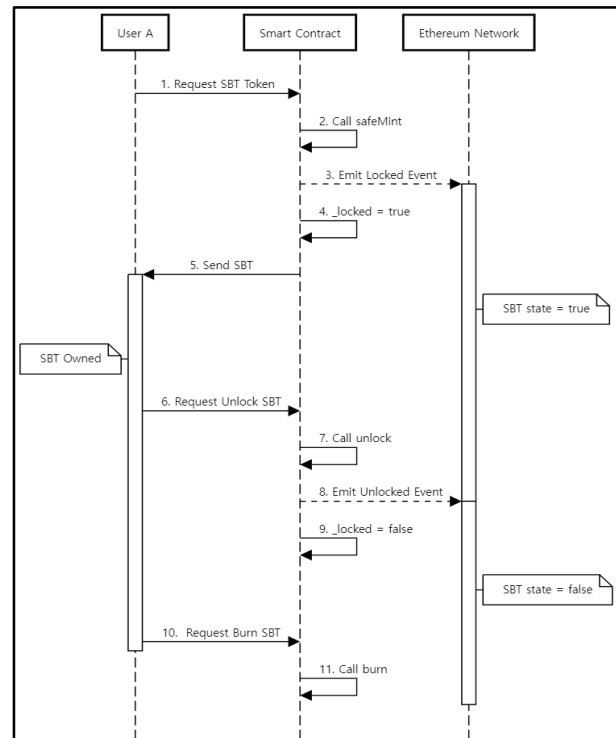 User A
Smart Contract
Ethereum Network
1. Request SBT Token
2. Call safeMint
3. Emit Locked Event
4. _locked = true
5. Send SBT
SBT state = true
SBT Owned
6. Request Unlock SBT
7. Call unlock
8. Emit Unlocked Event
9. _locked = false
SBT state = false
10. Request Burn SBT
11. Call burn